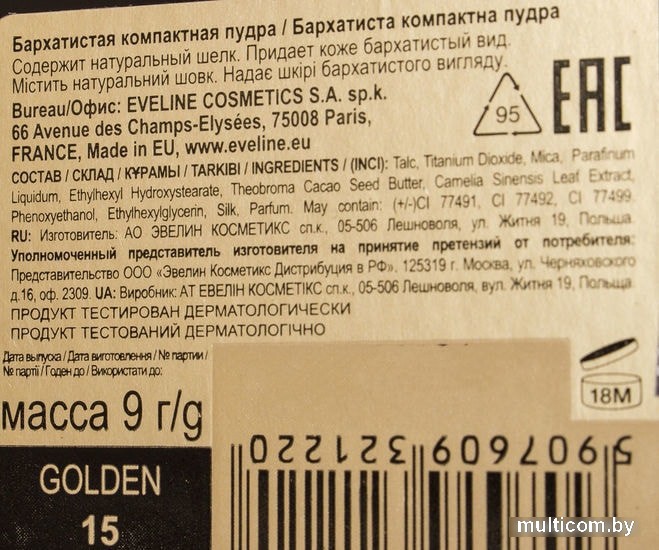 Бархатистая компактная пудра / Бархатиста компактна пудра
Содержит натуральный шелк. Придает коже бархатистый вид.
Містить натуральний шовк. Надає шкірі бархатистого вигляду.
Bureau/Офис: EVELINE COSMETICS S.A. sp.k.
66 Avenue des Champs-Elysées, 75008 Paris,
FRANCE, Made in EU, www.eveline.eu
95
EAC
СОСТАВ / СКЛАД / ҚҰРАМЫ / TARKIBI / INGREDIENTS / (INCI): Talc, Titanium Dioxide, Mica, Parafinum
Liquidum, Ethylhexyl Hydroxystearate, Theobroma Cacao Seed Butter, Camelia Sinensis Leaf Extract,
Phenoxyethanol, Ethylhexylglycerin, Silk, Parfum. May contain: (+/-)CI 77491, CI 77492, CI 77499.
RU: Изготовитель: АО ЭВЕЛИН КОСМЕТИКС сп.к., 05-506 Лешноволя, ул. Житня 19, Польша.
Уполномоченный представитель изготовителя на принятие претензий от потребителя:
Представительство ООО «Эвелин Косметикс Дистрибуция в РФ». 125319 г. Москва, ул. Черняховского
д.16, оф. 2309. UA: Виробник: АТ ЕВЕЛІН КОСМЕТІКС сп.к., 05-506 Лешноволя, вул. Житня 19, Польща
ПРОДУКТ ТЕСТИРОВАН ДЕРМАТОЛОГИЧЕСКИ
ПРОДУКТ ТЕСТОВАНИЙ ДЕРМАТОЛОГІЧНО
Дата выпуска / Дата виготовлення / № партии /
№ партії / Годен до / Використати до:
18M
масса 9 г/g
GOLDEN
15
5 907609 321220
multicom.by